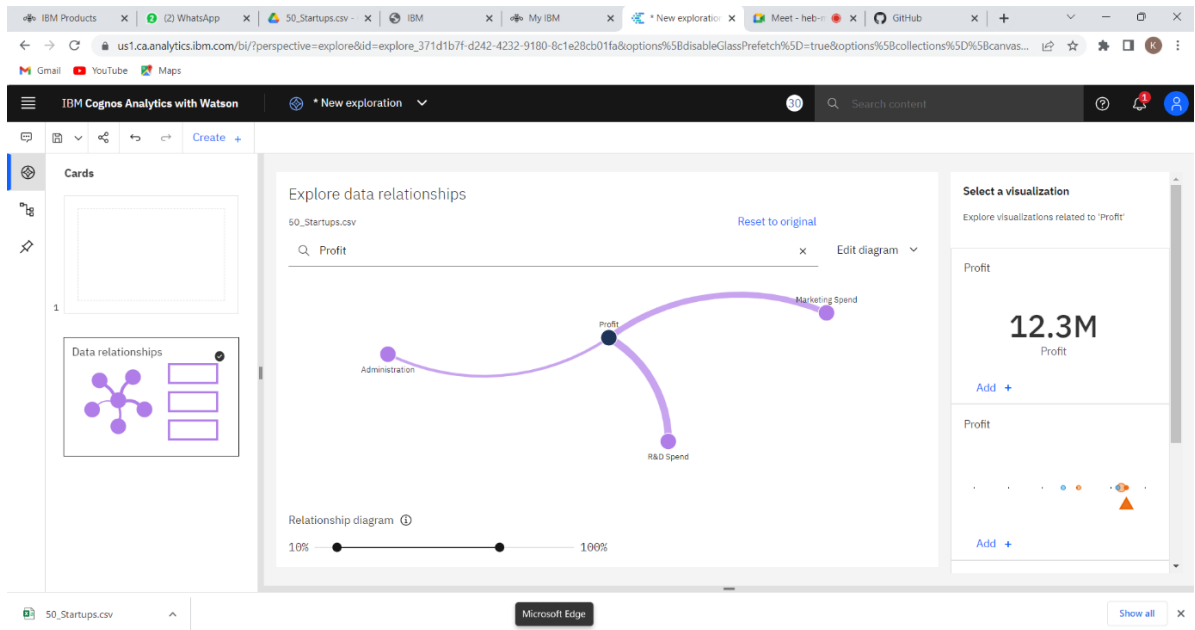 IBM Products
(2) WhatsApp
50_Startups.csv -
IBM
My IBM
* New exploration
Meet - heb-
GitHub
us1.ca.analytics.ibm.com/bi/?perspective=explore&id=explore_371d1b7f-d242-4232-9180-8c1e28cb01fa&options%5BdisableGlassPrefetch%5D=true&options%5Bcollections%5D%5Bcanvas...
K
Gmail YouTube Maps
IBM Cognos Analytics with Watson
* New exploration
30
Search content
1
Create +
Cards
1
Data relationships
Explore data relationships
50_Startups.csv
Reset to original
Profit
Edit diagram
Marketing Spend
Profit
Administration
R&D Spend
Relationship diagram
10% 100%
Select a visualization
Explore visualizations related to 'Profit'
Profit
12.3M
Profit
Add +
Profit
Add +
50_Startups.csv
Microsoft Edge
Show all